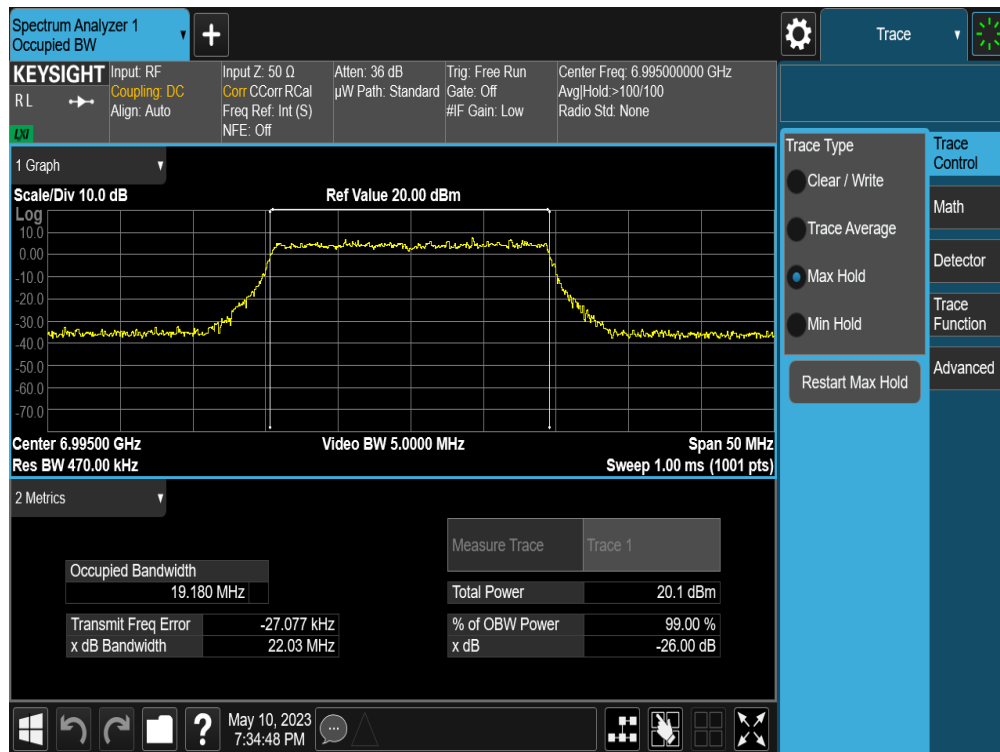 Spectrum Analyzer 1
Occupied BW
Trace
KEYSIGHT
RL
LXI
Input: RF
Coupling: DC
Align: Auto
Input Z: 50 Ω
Corr CCorr RCal
Freq Ref: Int (S)
NFE: Off
Atten: 36 dB
µW Path: Standard
Trig: Free Run
Gate: Off
#IF Gain: Low
Center Freq: 6.995000000 GHz
Avg|Hold:>100/100
Radio Std: None
1 Graph
Scale/Div 10.0 dB
Ref Value 20.00 dBm
Log
10.0
0.00
-10.0
-20.0
-30.0
-40.0
-50.0
-60.0
-70.0
Center 6.99500 GHz
Video BW 5.0000 MHz
Span 50 MHz
Res BW 470.00 kHz
Sweep 1.00 ms (1001 pts)
2 Metrics
Measure Trace
Trace 1
Occupied Bandwidth
19.180 MHz
Total Power
20.1 dBm
Transmit Freq Error
-27.077 kHz
% of OBW Power
99.00 %
x dB Bandwidth
22.03 MHz
x dB
-26.00 dB
Trace Type
Clear / Write
Trace Average
Max Hold
Min Hold
Restart Max Hold
Trace
Control
Math
Detector
Trace
Function
Advanced
?
May 10, 2023
7:34:48 PM